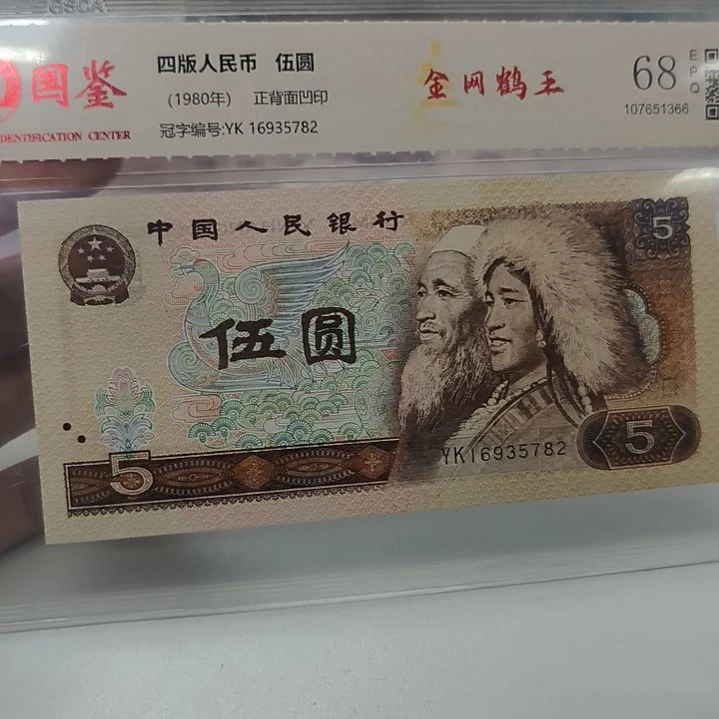 GSCA
国鉴
IDENTIFICATION CENTER
四版人民币 伍圆
(1980年) 正背面凹印
冠字编号:YK 16935782
金网鹤王
68
EPQ
107651366
中国人民银行
5
伍圆
YK16935782
5
5